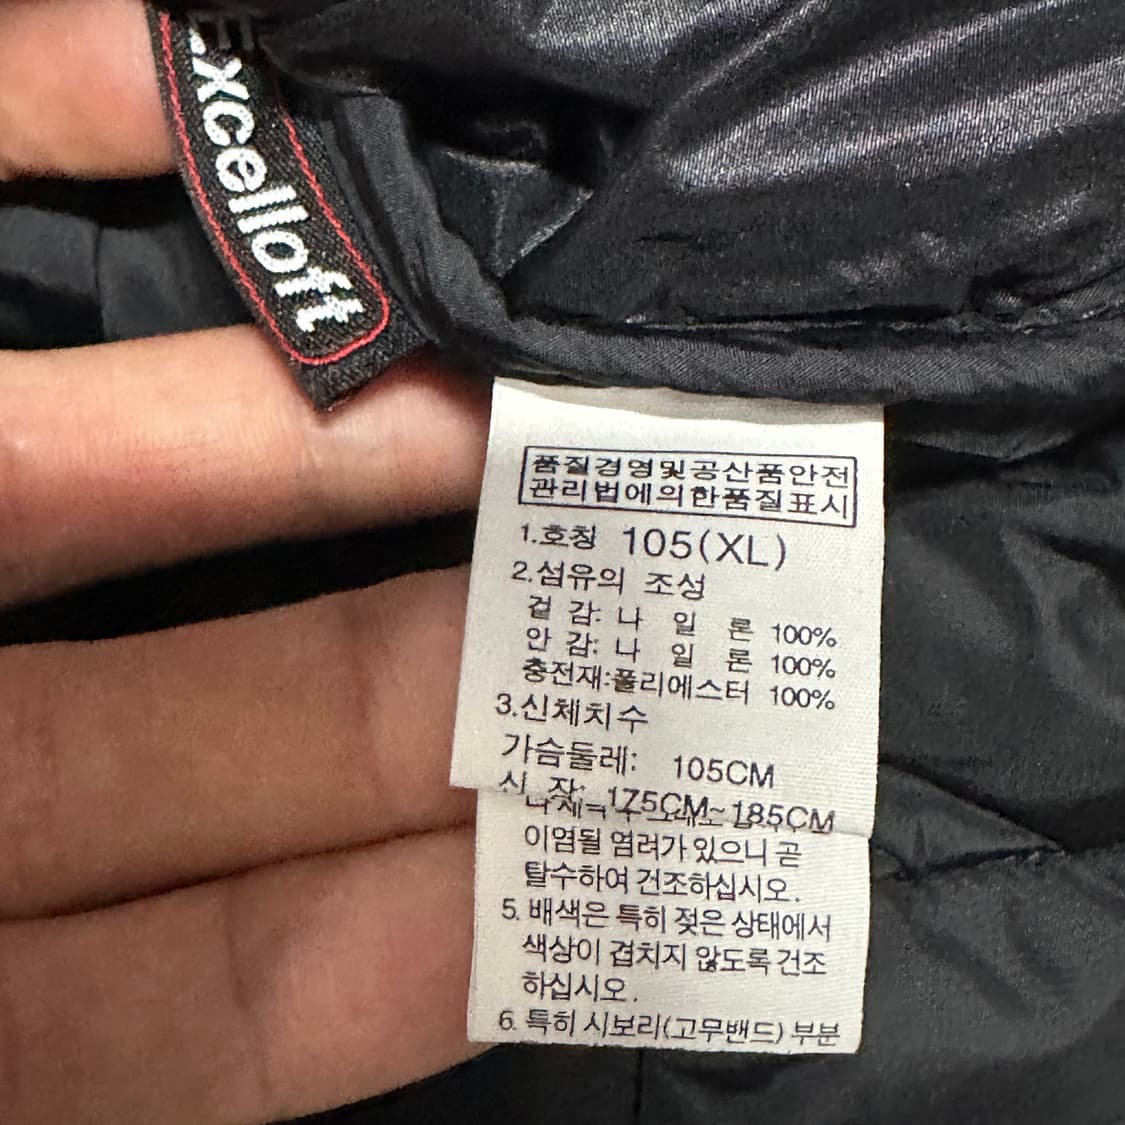 Excelloft
품질경영및공산품안전
관리법에의한품질표시
1.호칭 105(XL)
2.섬유의 조성
겉 감: 나 일 론 100%
안 감: 나 일 론 100%
충전재:폴리에스터 100%
3.신체치수
가슴둘레: 105CM
신 장: 175CM~185CM
이염될 염려가 있으니 곧
탈수하여 건조하십시오.
5. 배색은 특히 젖은 상태에서
색상이 겹치지 않도록 건조
하십시오.
6. 특히 시보리(고무밴드) 부분